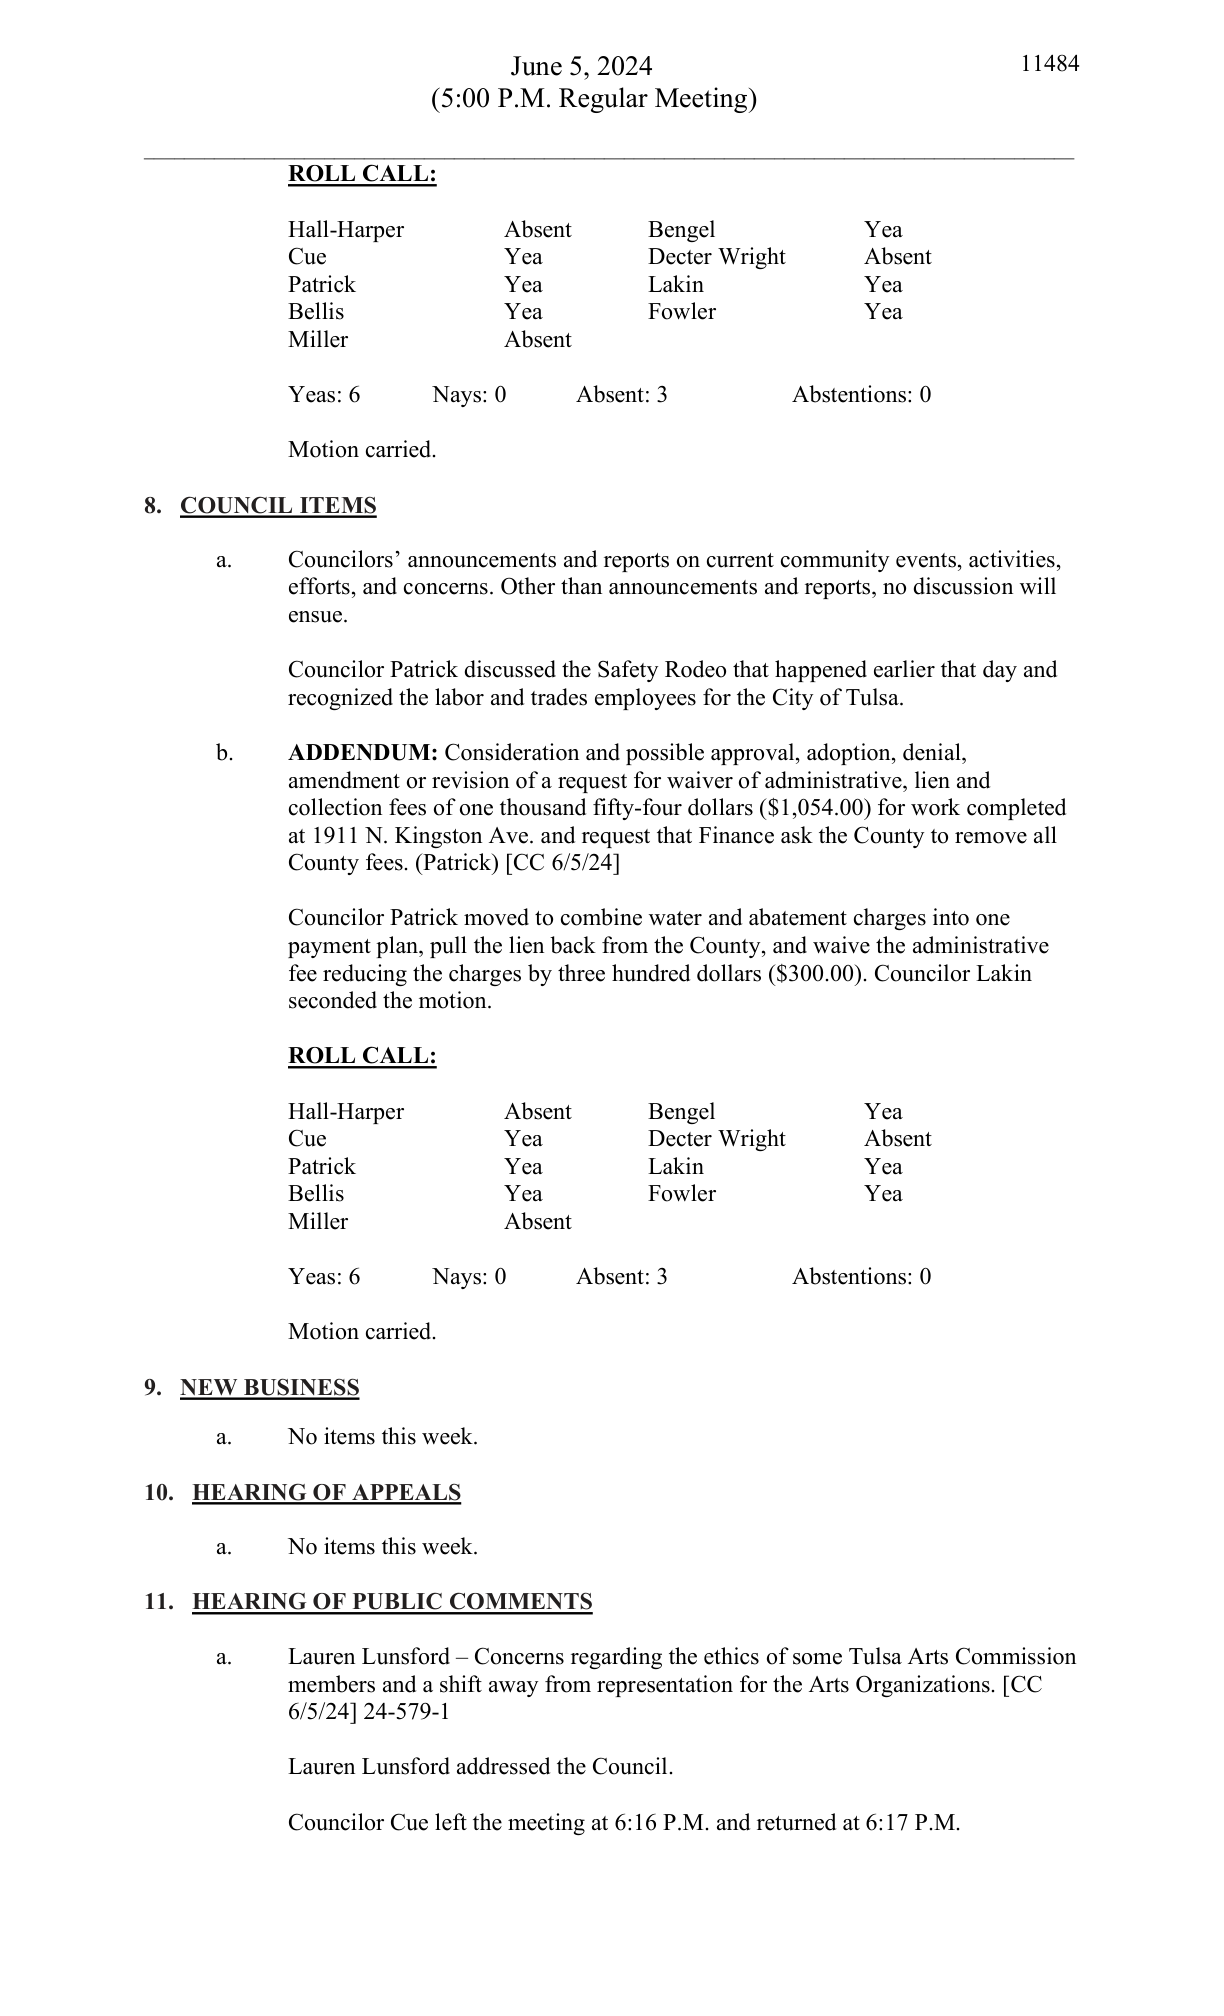 June 5, 2024 11484
(5:00 P.M. Regular Meeting)
ROLL CALL:
Hall-Harper Absent Bengel Yea
Cue Yea Decter Wright Absent
Patrick Yea Lakin Yea
Bellis Yea Fowler Yea
Miller Absent
Yeas: 6 Nays: 0 Absent: 3 Abstentions: 0
Motion carried.
8. COUNCIL ITEMS
a. Councilors’ announcements and reports on current community events, activities,
efforts, and concerns. Other than announcements and reports, no discussion will
ensue.
Councilor Patrick discussed the Safety Rodeo that happened earlier that day and
recognized the labor and trades employees for the City of Tulsa.
b. ADDENDUM: Consideration and possible approval, adoption, denial,
amendment or revision of a request for waiver of administrative, lien and
collection fees of one thousand fifty-four dollars ($1,054.00) for work completed
at 1911 N. Kingston Ave. and request that Finance ask the County to remove all
County fees. (Patrick) [CC 6/5/24]
Councilor Patrick moved to combine water and abatement charges into one
payment plan, pull the lien back from the County, and waive the administrative
fee reducing the charges by three hundred dollars ($300.00). Councilor Lakin
seconded the motion.
ROLL CALL:
Hall-Harper Absent Bengel Yea
Cue Yea Decter Wright Absent
Patrick Yea Lakin Yea
Bellis Yea Fowler Yea
Miller Absent
Yeas: 6 Nays: 0 Absent: 3 Abstentions: 0
Motion carried.
9. NEW BUSINESS
a. No items this week.
10. HEARING OF APPEALS
a. No items this week.
11. HEARING OF PUBLIC COMMENTS
a. Lauren Lunsford – Concerns regarding the ethics of some Tulsa Arts Commission
members and a shift away from representation for the Arts Organizations. [CC
6/5/24] 24-579-1
Lauren Lunsford addressed the Council.
Councilor Cue left the meeting at 6:16 P.M. and returned at 6:17 P.M.